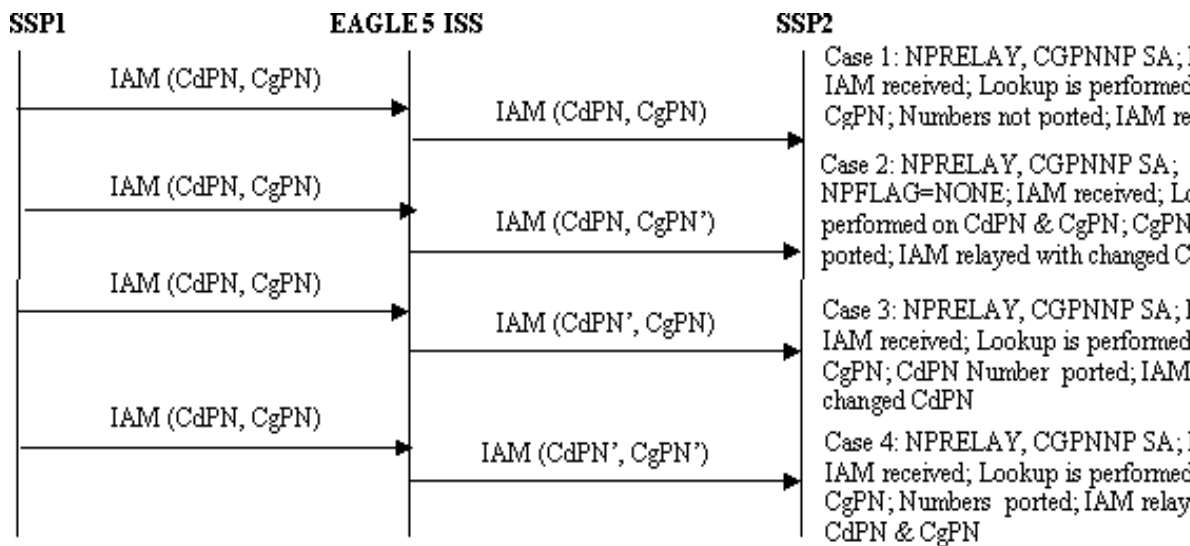 SSP1 EAGLE 5 ISS SSP2
IAM (CdPN, CgPN)
IAM (CdPN, CgPN)
IAM (CdPN, CgPN)
IAM (CdPN, CgPN’)
IAM (CdPN, CgPN)
IAM (CdPN’, CgPN)
IAM (CdPN, CgPN)
IAM (CdPN’, CgPN’)
Case 1: NPRELAY, CGPNNP SA;
IAM received; Lookup is performed
CgPN; Numbers not ported; IAM re
Case 2: NPRELAY, CGPNNP SA;
NPFLAG=NONE; IAM received; Lo
performed on CdPN & CgPN; CgPN
ported; IAM relayed with changed C
Case 3: NPRELAY, CGPNNP SA;
IAM received; Lookup is performed
CgPN; CdPN Number ported; IAM
changed CdPN
Case 4: NPRELAY, CGPNNP SA;
IAM received; Lookup is performed
CgPN; Numbers ported; IAM relay
CdPN & CgPN